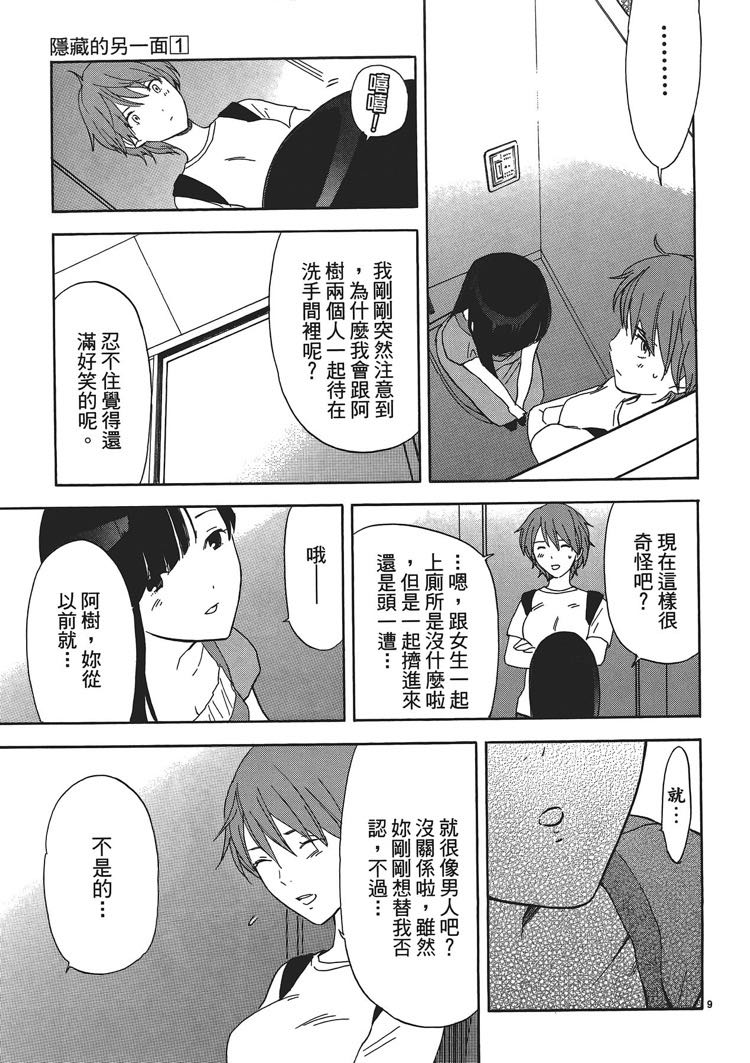 隱藏的另一面1
………
嘻嘻!
我剛剛突然注意到
，為什麼我會跟阿
樹兩個人一起待在
洗手間裡呢？
忍不住覺得還
滿好笑的呢。
現在這樣很
奇怪吧？
…嗯，跟女生一起
上廁所是沒什麼啦
，但是一起擠進來
還是頭一遭…
哦——
阿樹，妳從
以前就…
就…
就很像男人吧？
沒關係啦，雖然
妳剛剛想替我否
認，不過…
不是的…
9